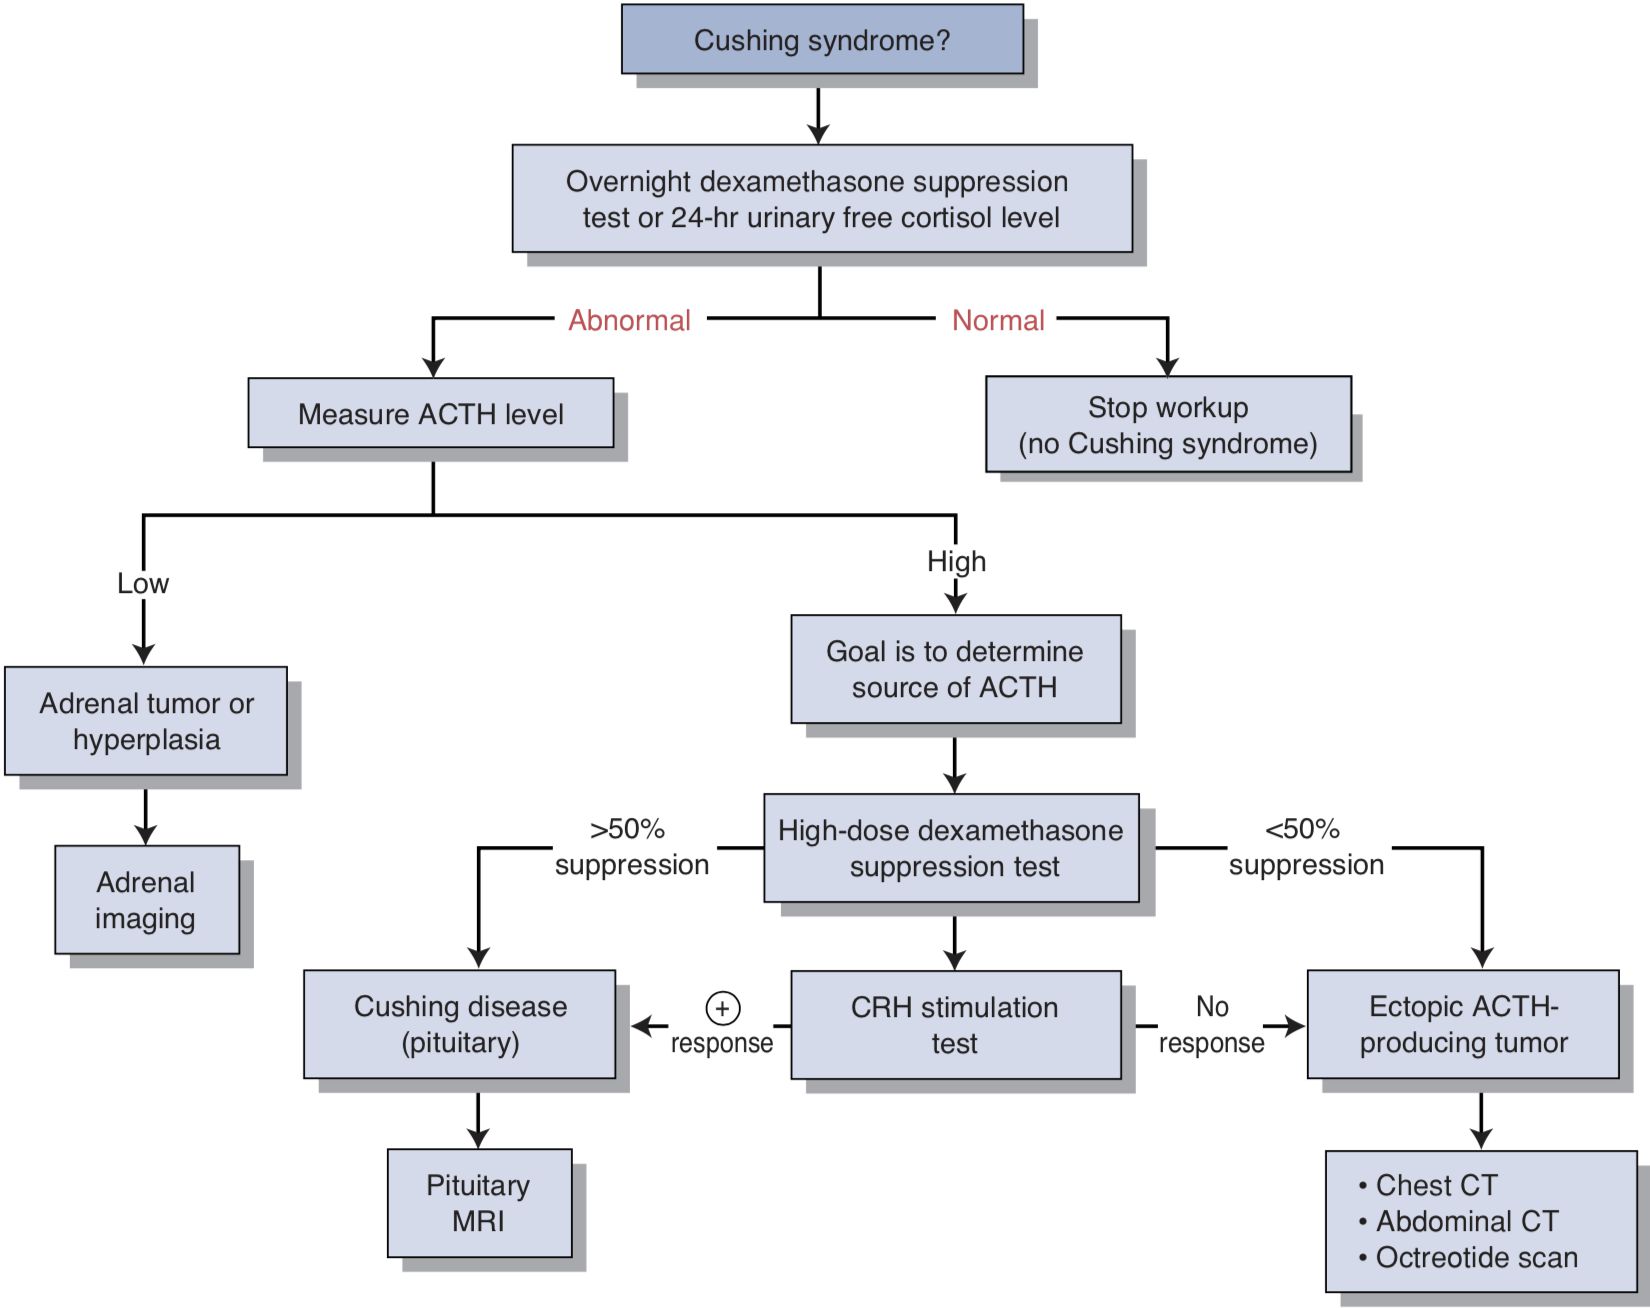 Cushing syndrome?
Overnight dexamethasone suppression
test or 24-hr urinary free cortisol level
Abnormal
Normal
Measure ACTH level
Stop workup
(no Cushing syndrome)
Low
High
Goal is to determine
source of ACTH
Adrenal tumor or
hyperplasia
Adrenal
imaging
>50%
suppression
High-dose dexamethasone
suppression test
<50%
suppression
Cushing disease
(pituitary)
+
response
CRH stimulation
test
No
response
Ectopic ACTH-
producing tumor
Pituitary
MRI
• Chest CT
• Abdominal CT
• Octreotide scan